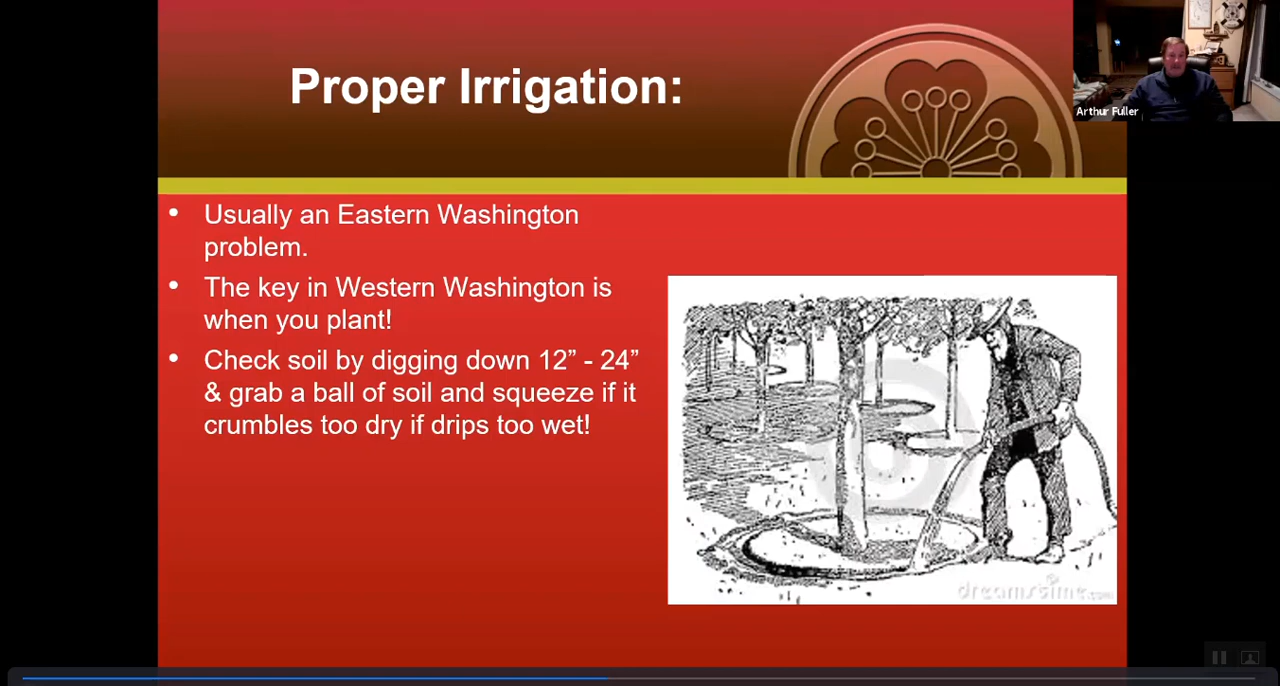 Proper Irrigation:
Arthur Fuller
• Usually an Eastern Washington
problem.
• The key in Western Washington is
when you plant!
• Check soil by digging down 12” - 24”
& grab a ball of soil and squeeze if it
crumbles too dry if drips too wet!
dreamstime.com